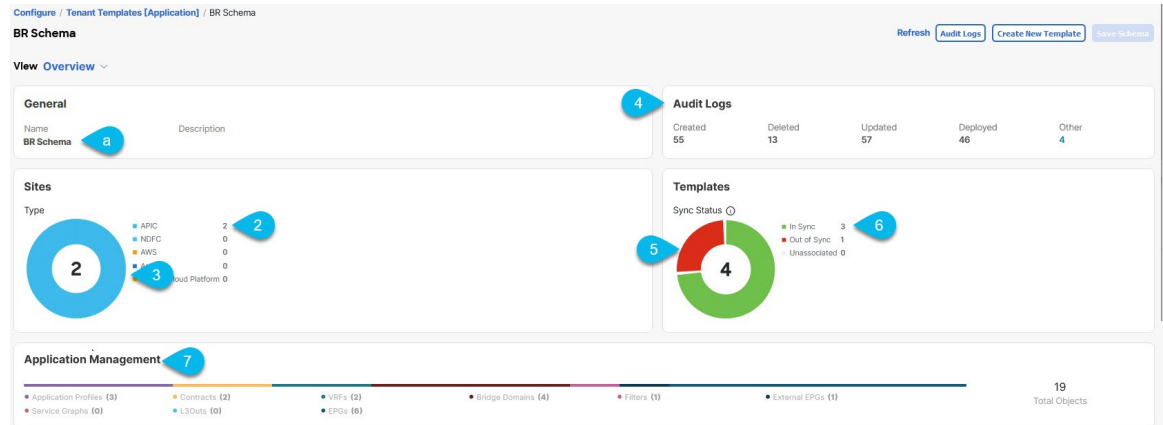 Configure / Tenant Templates [Application] / BR Schema
BR Schema
Refresh Audit Logs Create New Template Save Schema
View Overview
General
Name Description
BR Schema a
4 Audit Logs
Created Deleted Updated Deployed Other
55 13 57 46 4
Sites
Type
APIC 2 2
NDFC 0
AWS 0
0
oud Platform 0
2
3
Templates
Sync Status
In Sync 3 6
Out of Sync 1
Unassociated 0
5
4
Application Management 7
Application Profiles (3) Contracts (2) VRFs (2) Bridge Domains (4) Filters (1) External EPGs (1)
Service Graphs (0) L3Outs (0) EPGs (6)
19
Total Objects